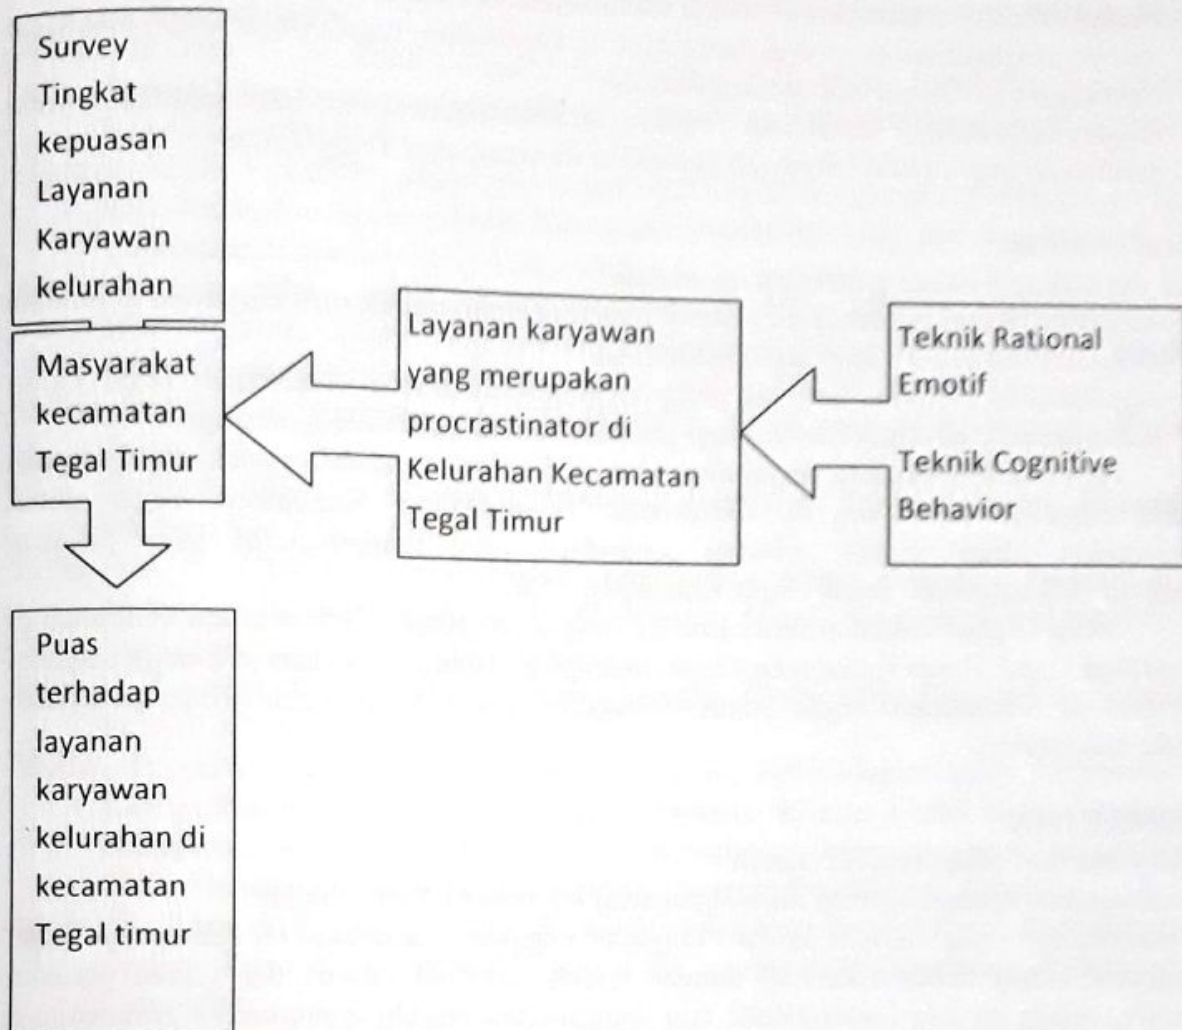 Survey
Tingkat
kepuasan
Layanan
Karyawan
kelurahan
Masyarakat
kecamatan
Tegal Timur
Layanan karyawan
yang merupakan
procrastinator di
Kelurahan Kecamatan
Tegal Timur
Teknik Rational
Emotif
Teknik Cognitive
Behavior
Puas
terhadap
layanan
karyawan
kelurahan di
kecamatan
Tegal timur